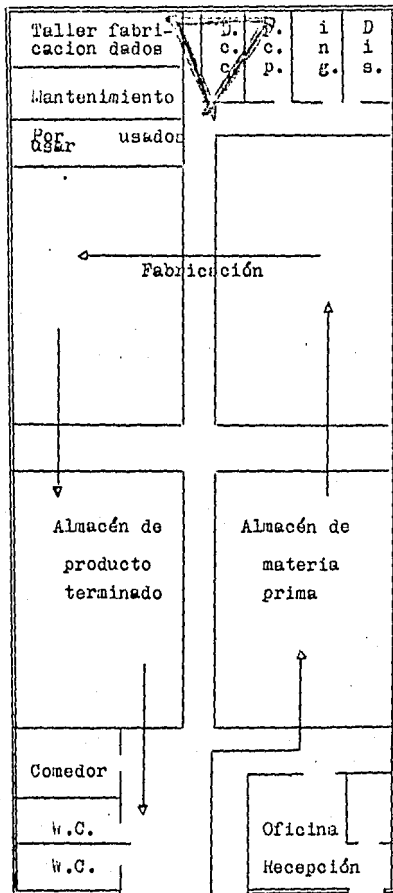 Taller fabri-
cacion dados
D.
c.
c
D.
c.
p.
i
n
g.
D
i
s.
Mantenimiento
Por usados
usar
Fabricación
Almacén de
producto
terminado
Almacén de
materia
prima
Comedor
W.C.
W.C.
Oficina
Recepción